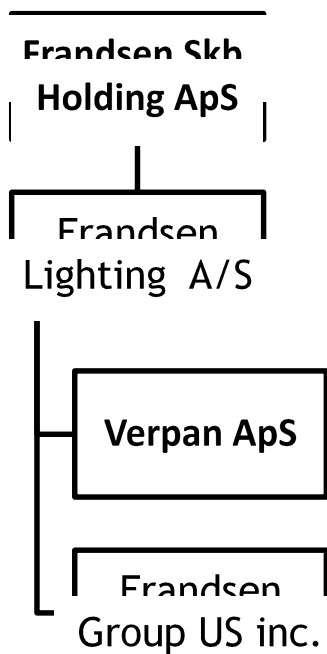 Frandsen Skb
Holding ApS
Frandsen
Lighting A/S
Verpan ApS
Frandsen
Group US inc.